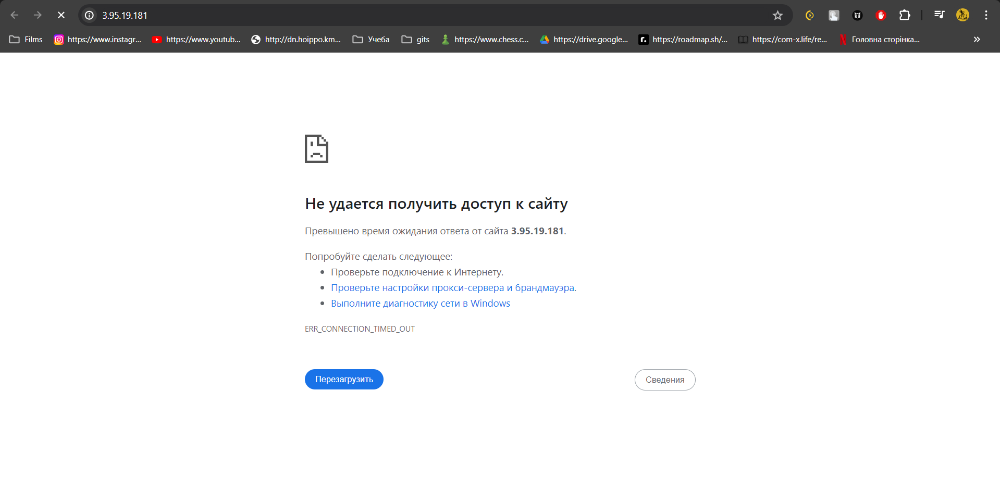 3.95.19.181
Films https://www.instagr... https://www.youtub... http://dn.hoippo.km... Учеба gits https://www.chess.c... https://drive.google... https://roadmap.sh/... https://com-x.life/re... Головна сторінка...
Не удается получить доступ к сайту
Превышено время ожидания ответа от сайта 3.95.19.181.
Попробуйте сделать следующее:
Проверьте подключение к Интернету.
Проверьте настройки прокси-сервера и брандмауэра.
Выполните диагностику сети в Windows
ERR_CONNECTION_TIMED_OUT
Перезагрузить Сведения